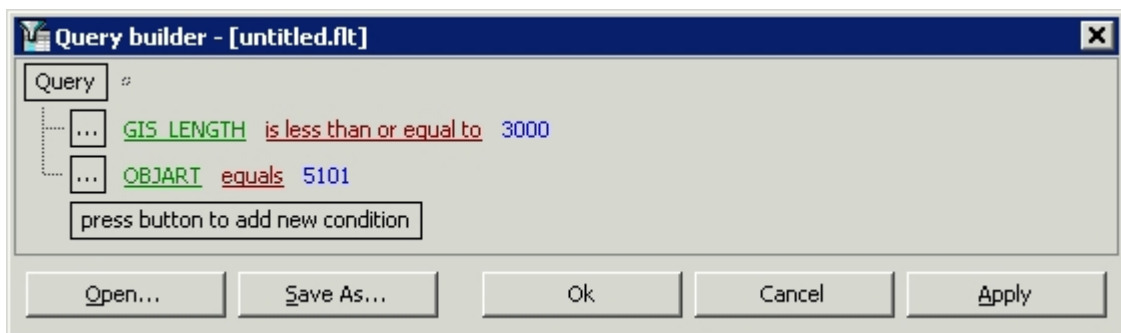 Query builder - [untitled.flt]
Query
... GIS_LENGTH is less than or equal to 3000
... OBJART equals 5101
press button to add new condition
Open... Save As... Ok Cancel Apply